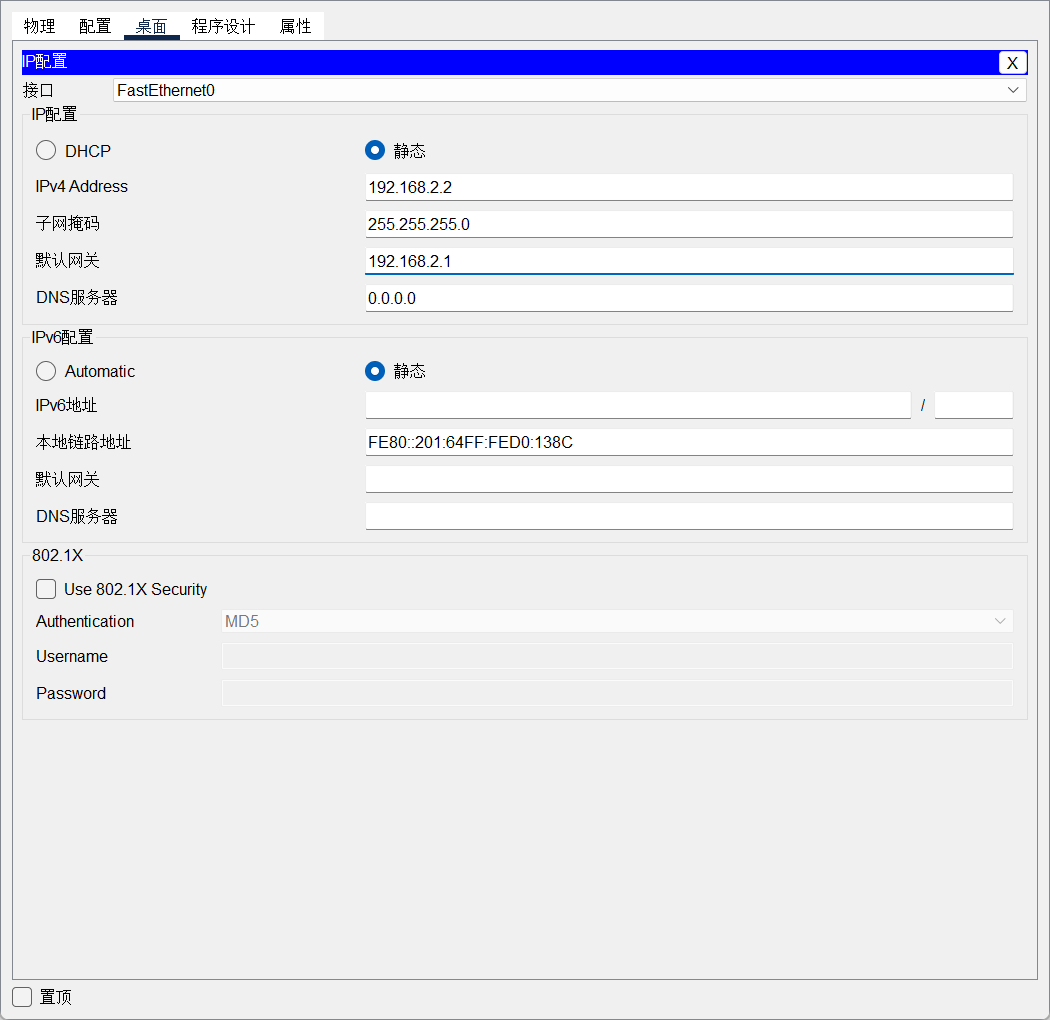 物理 配置 桌面 程序设计 属性
IP配置 X
接口 FastEthernet0
IP配置
DHCP 静态
IPv4 Address 192.168.2.2
子网掩码 255.255.255.0
默认网关 192.168.2.1
DNS服务器 0.0.0.0
IPv6配置
Automatic 静态
IPv6地址 /
本地链路地址 FE80::201:64FF:FED0:138C
默认网关
DNS服务器
802.1X
Use 802.1X Security
Authentication MD5
Username
Password
置顶